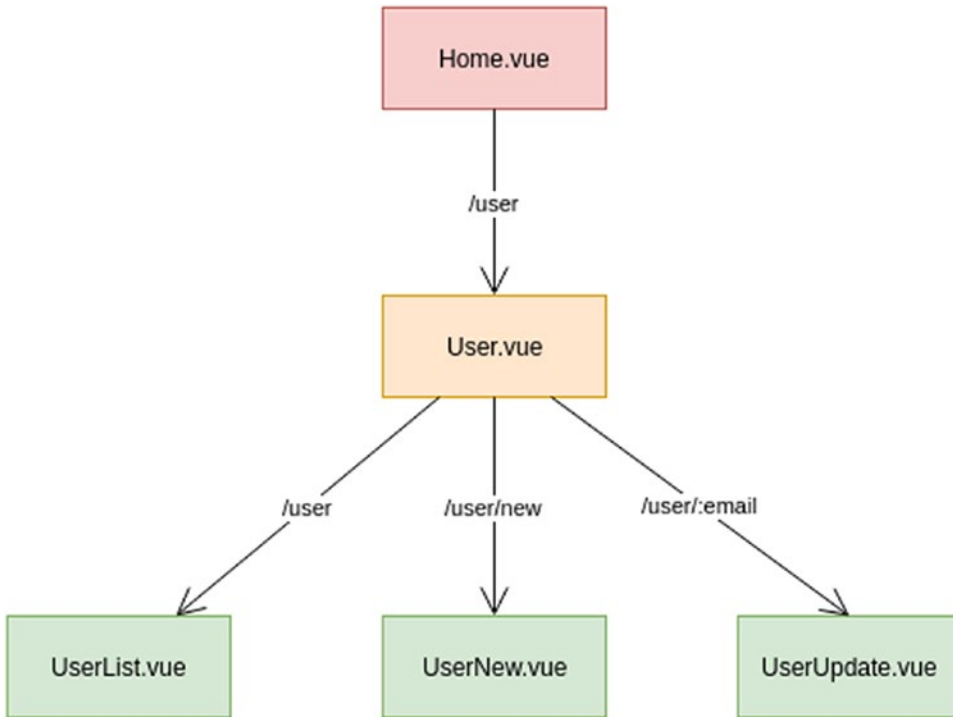 Home.vue
/user
User.vue
/user
/user/new
/user/:email
UserList.vue
UserNew.vue
UserUpdate.vue